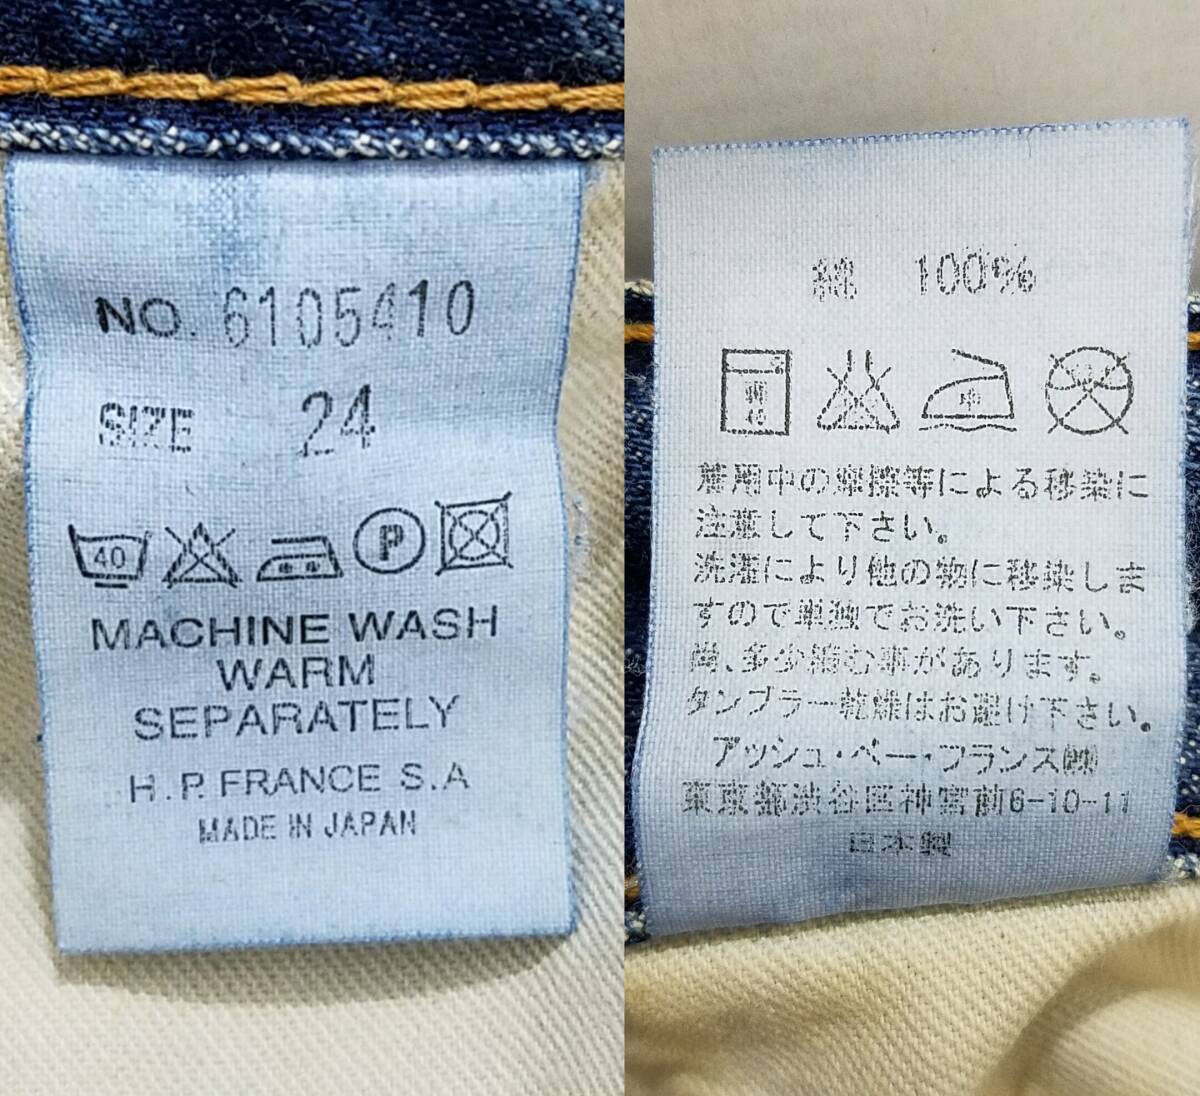 NO. 6105410
SIZE 24
40 P
MACHINE WASH
WARM
SEPARATELY
H.P. FRANCE S.A
MADE IN JAPAN
綿 100%
40 中
着用中の摩擦等による移染に
注意して下さい。
洗濯により他の物に移染しま
すので単独でお洗い下さい。
尚、多少縮む事があります。
タンブラー乾燥はお避け下さい。
アッシュ・ペー・フランス㈱
東京都渋谷区神宮前6-10-11
日本製